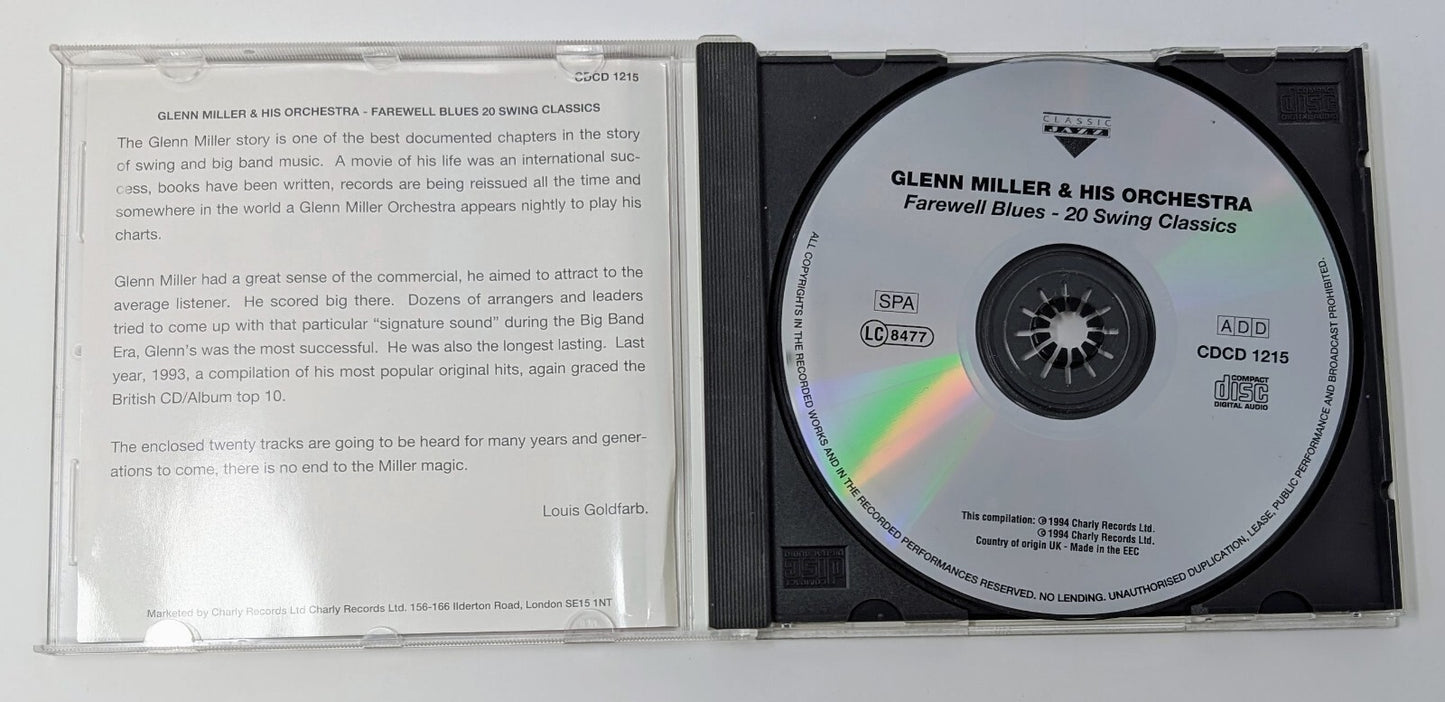 CDCD 1215
GLENN MILLER & HIS ORCHESTRA - FAREWELL BLUES 20 SWING CLASSICS
The Glenn Miller story is one of the best documented chapters in the story
of swing and big band music. A movie of his life was an international suc-
cess, books have been written, records are being reissued all the time and
somewhere in the world a Glenn Miller Orchestra appears nightly to play his
charts.
Glenn Miller had a great sense of the commercial, he aimed to attract to the
average listener. He scored big there. Dozens of arrangers and leaders
tried to come up with that particular “signature sound” during the Big Band
Era, Glenn's was the most successful. He was also the longest lasting. Last
year, 1993, a compilation of his most popular original hits, again graced the
British CD/Album top 10.
The enclosed twenty tracks are going to be heard for many years and gener-
ations to come, there is no end to the Miller magic.
Louis Goldfarb.
Marketed by Charly Records Ltd Charly Records Ltd. 156-166 Ilderton Road, London SE15 1NT
CLASSIC
JAZZ
GLENN MILLER & HIS ORCHESTRA
Farewell Blues - 20 Swing Classics
SPA
LC 8477
ADD
CDCD 1215
COMPACT
disc
DIGITAL AUDIO
This compilation: ℗ 1994 Charly Records Ltd.
© 1994 Charly Records Ltd.
Country of origin UK - Made in the EEC
ALL COPYRIGHTS IN THE RECORDED WORKS AND IN THE RECORDED PERFORMANCES RESERVED. NO LENDING. UNAUTHORISED DUPLICATION, LEASE, PUBLIC PERFORMANCE AND BROADCAST PROHIBITED.
COMPACT
disc
DIGITAL AUDIO
COMPACT
disc
DIGITAL AUDIO